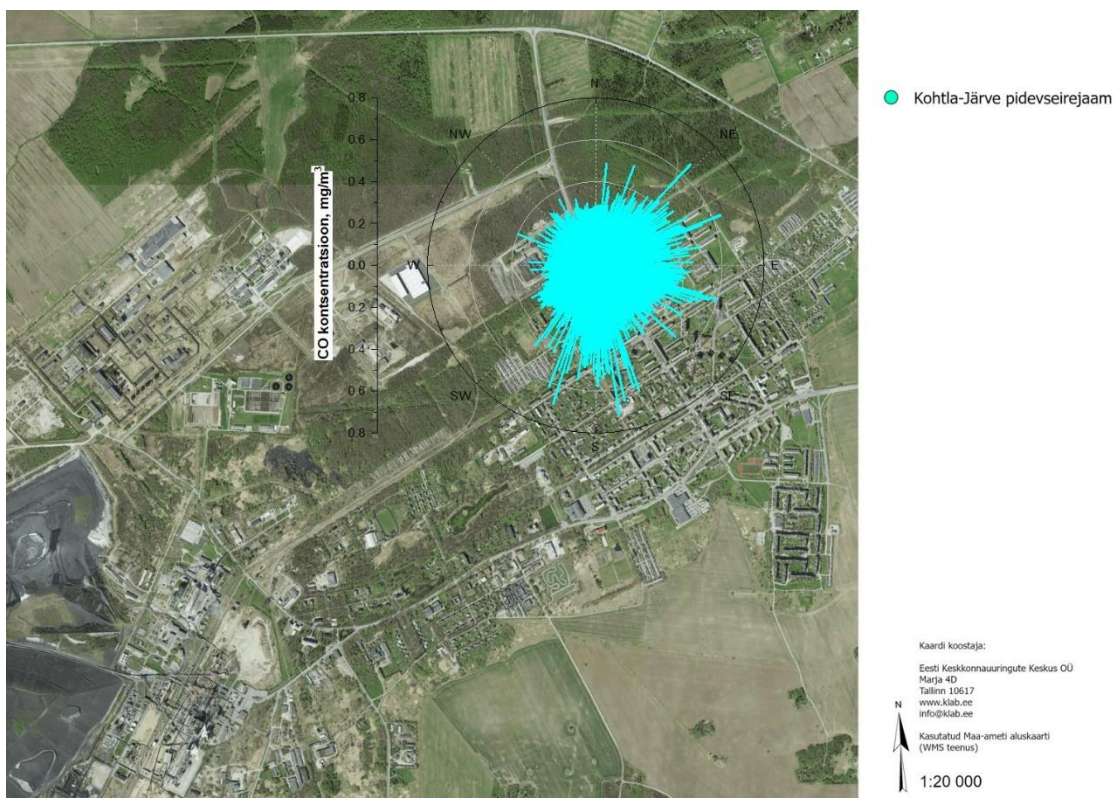 N
NW
NE
W
E
SW
SE
S
CO kontsentratsioon, mg/m³
0.8
0.6
0.4
0.2
0.0
0.2
0.4
0.6
0.8
Kohtla-Järve pidevseirejaam
Kaardi koostaja:
Eesti Keskkonnauuringute Keskus OÜ
Marja 4D
Tallinn 10617
www.klab.ee
info@klab.ee
Kasutatud Maa-ameti aluskaarti
(WMS teenus)
N
1:20 000